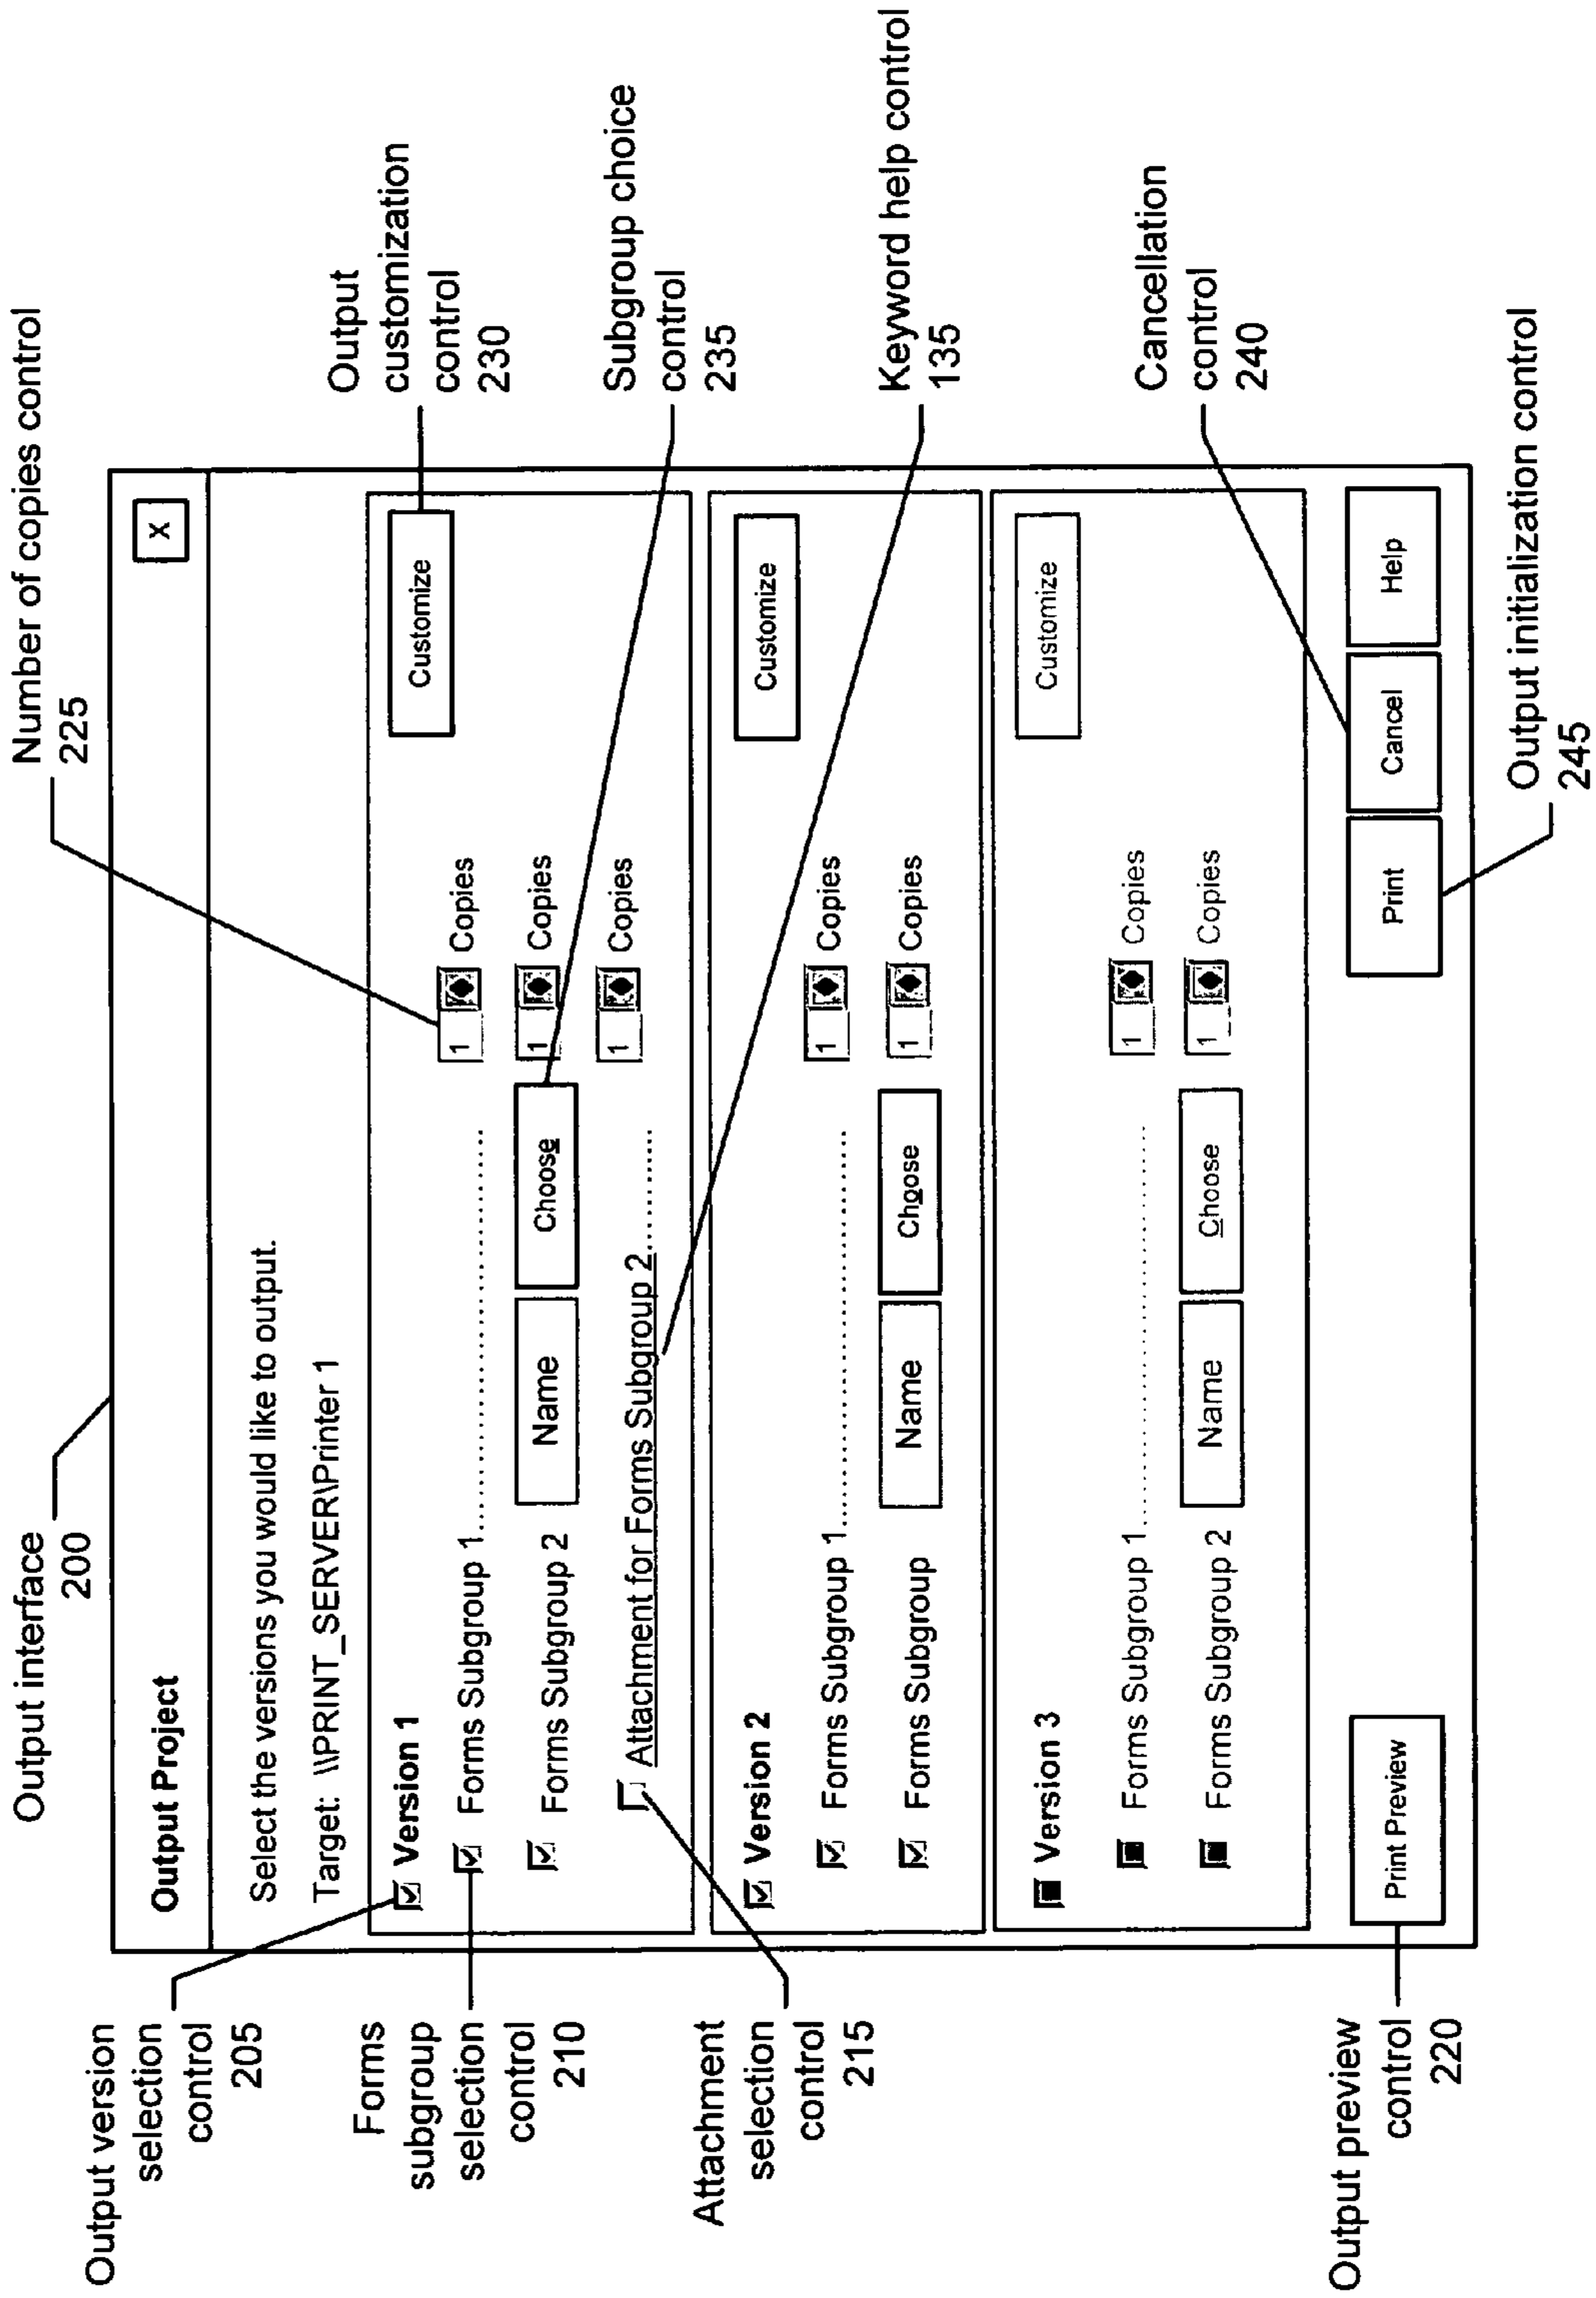 Output interface
200
Number of copies control
225
Output version
selection
control
205
Forms
subgroup
selection
control
210
Attachment
selection
control
215
Output preview
control
220
Output
customization
control
230
Subgroup choice
control
235
Keyword help control
135
Cancellation
control
240
Output initialization control
245
Output Project
X
Select the versions you would like to output.
Target: \\PRINT_SERVER\Printer 1
Version 1
Customize
Forms Subgroup 1 1 Copies
Forms Subgroup 2 Name Choose 1 Copies
Attachment for Forms Subgroup 2 1 Copies
Version 2
Customize
Forms Subgroup 1 1 Copies
Forms Subgroup Name Choose 1 Copies
Version 3
Customize
Forms Subgroup 1 1 Copies
Forms Subgroup 2 Name Choose 1 Copies
Print Preview Print Cancel Help